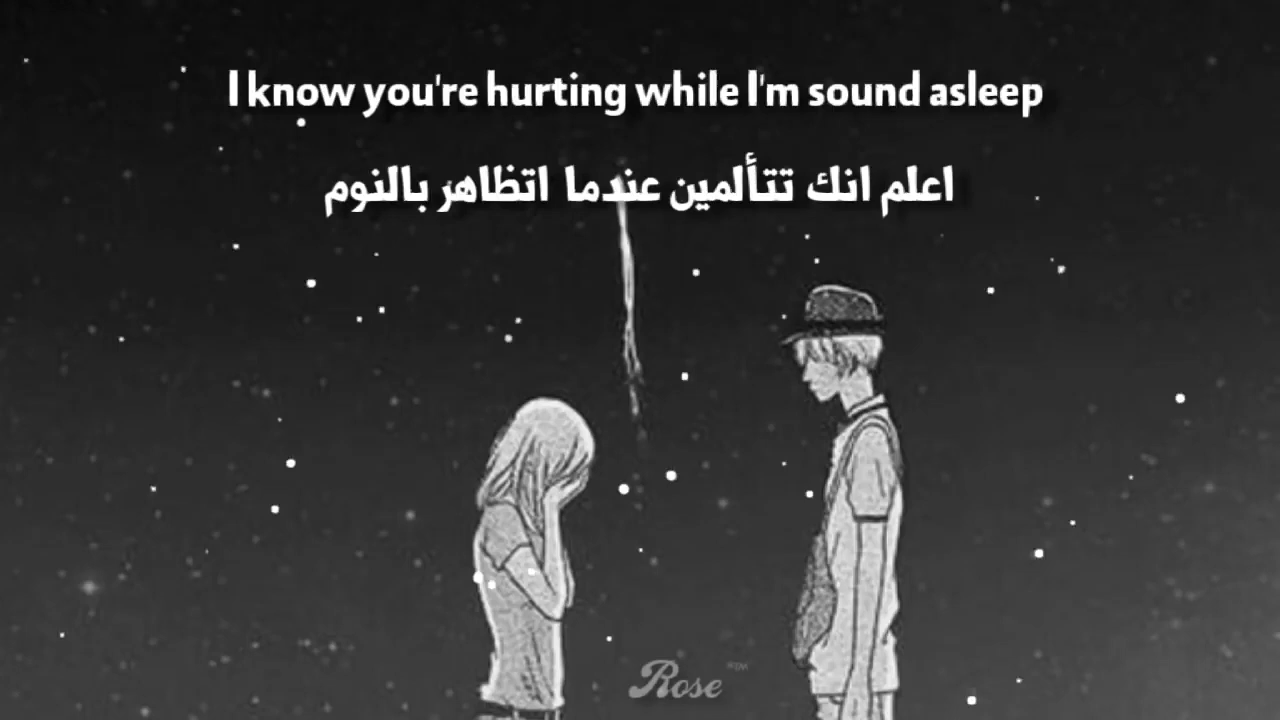 I know you're hurting while I'm sound asleep
اعلم انك تتألمين عندما اتظاهر بالنوم
Rose